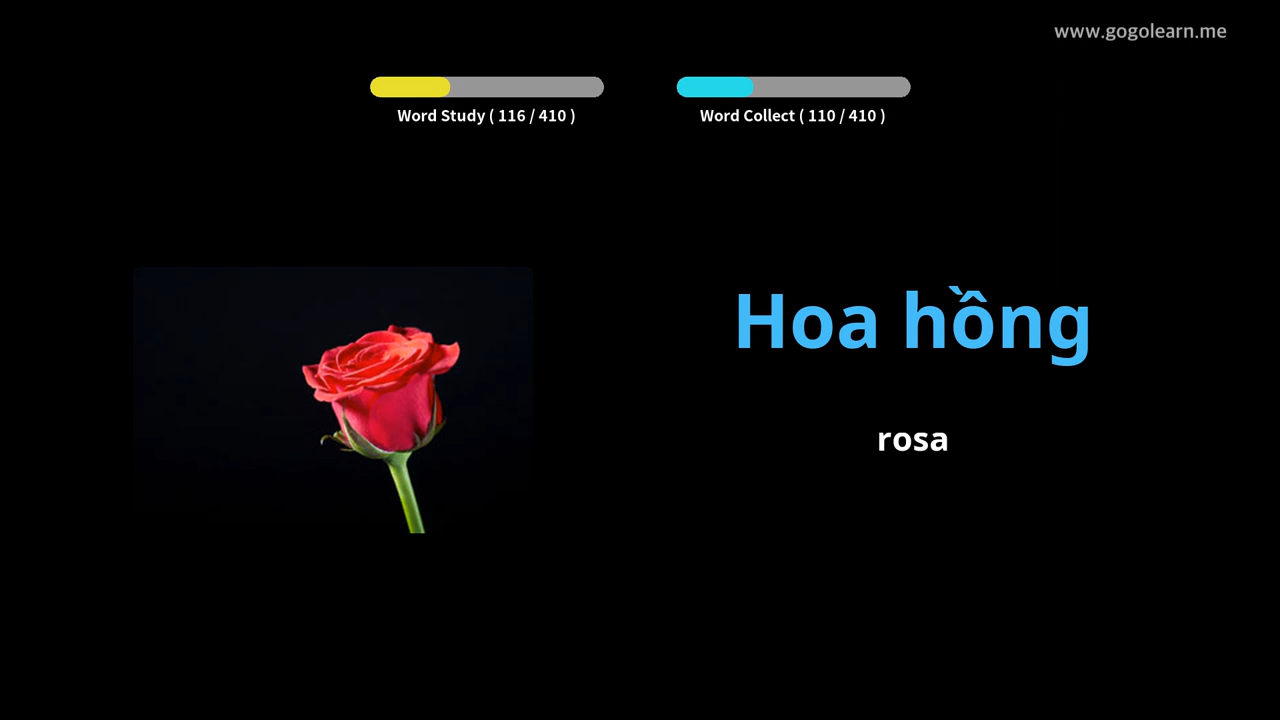 www.gogolearn.me
Word Study ( 116 / 410 )
Word Collect ( 110 / 410 )
Hoa hồng
rosa